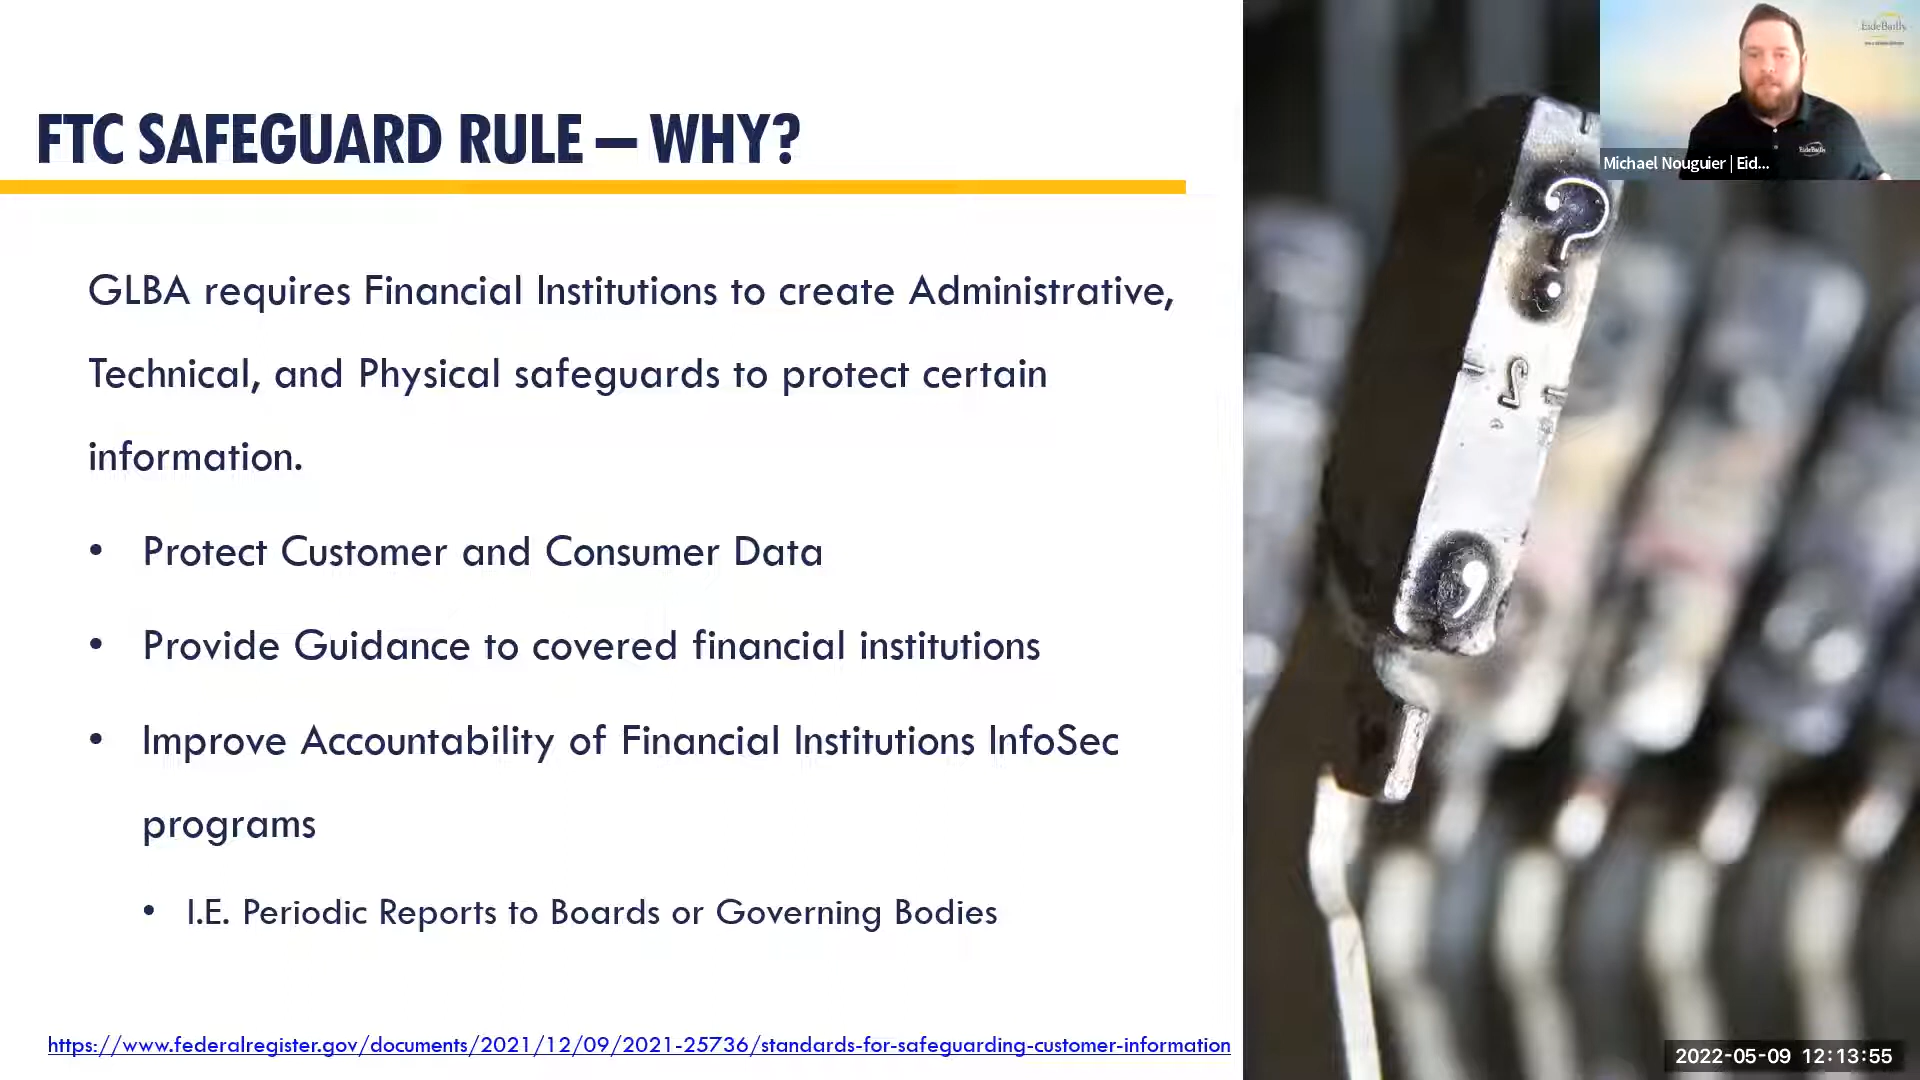 FTC SAFEGUARD RULE – WHY?
GLBA requires Financial Institutions to create Administrative,
Technical, and Physical safeguards to protect certain
information.
• Protect Customer and Consumer Data
• Provide Guidance to covered financial institutions
• Improve Accountability of Financial Institutions InfoSec
programs
• I.E. Periodic Reports to Boards or Governing Bodies
https://www.federalregister.gov/documents/2021/12/09/2021-25736/standards-for-safeguarding-customer-information
EideBailly
EideBailly
Michael Nouguier | Eid...
?
2
,
2022-05-09 12:13:55